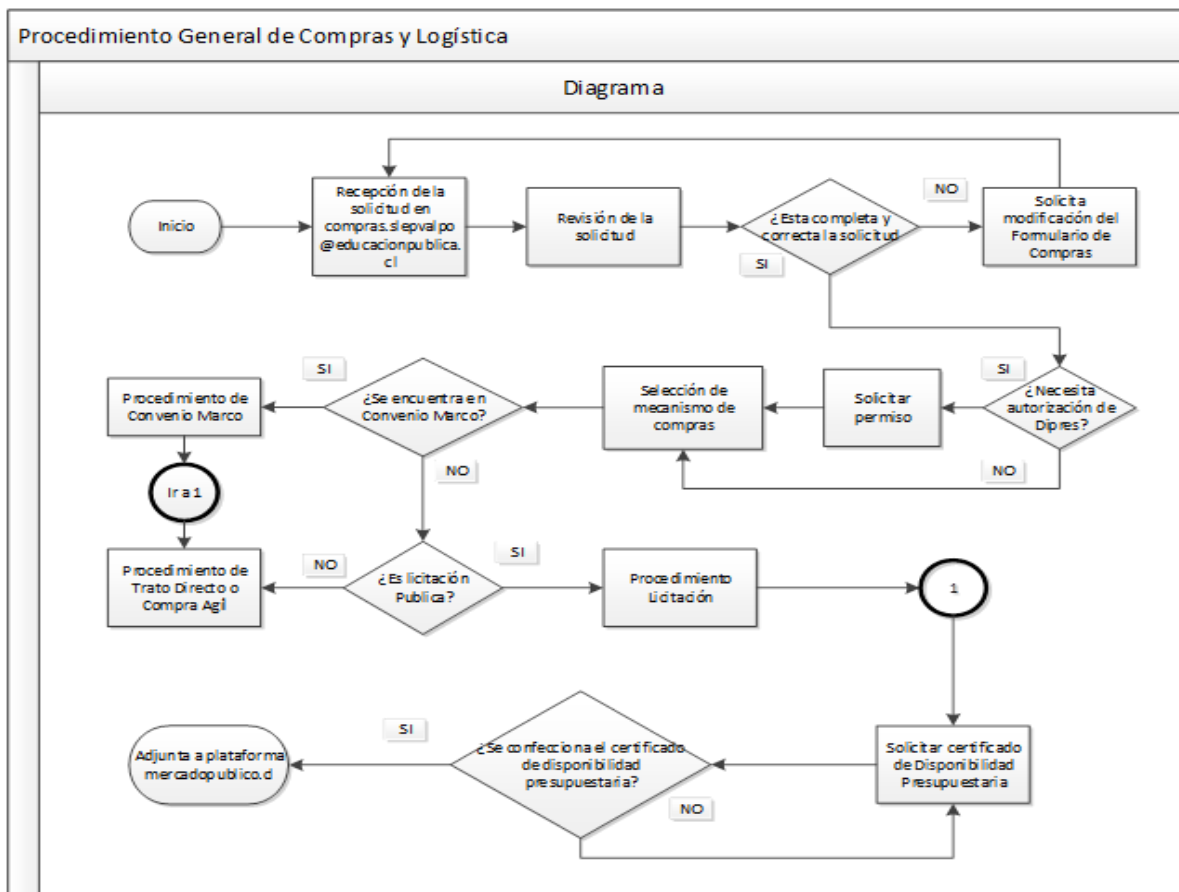 Procedimiento General de Compras y Logística
Diagrama
Inicio
Recepción de la
solicitud en
compras.slepvalpo
@educacionpublica.
cl
Revisión de la
solicitud
¿Esta completa y
correcta la solicitud
NO
SI
Solicita
modificación del
Formulario de
Compras
¿Necesita
autorización de
Dipres?
SI
NO
Solicitar
permiso
Selección de
mecanismo de
compras
¿Se encuentra en
Convenio Marco?
SI
NO
Procedimiento de
Convenio Marco
Ir a 1
Procedimiento de
Trato Directo o
Compra Agíl
NO
¿Es licitación
Publica?
SI
Procedimiento
Licitación
1
Solicitar certificado
de Disponibilidad
Presupuestaria
¿Se confecciona el certificado
de disponibilidad
presupuestaria?
SI
NO
Adjunta a plataforma
mercadopublico.cl